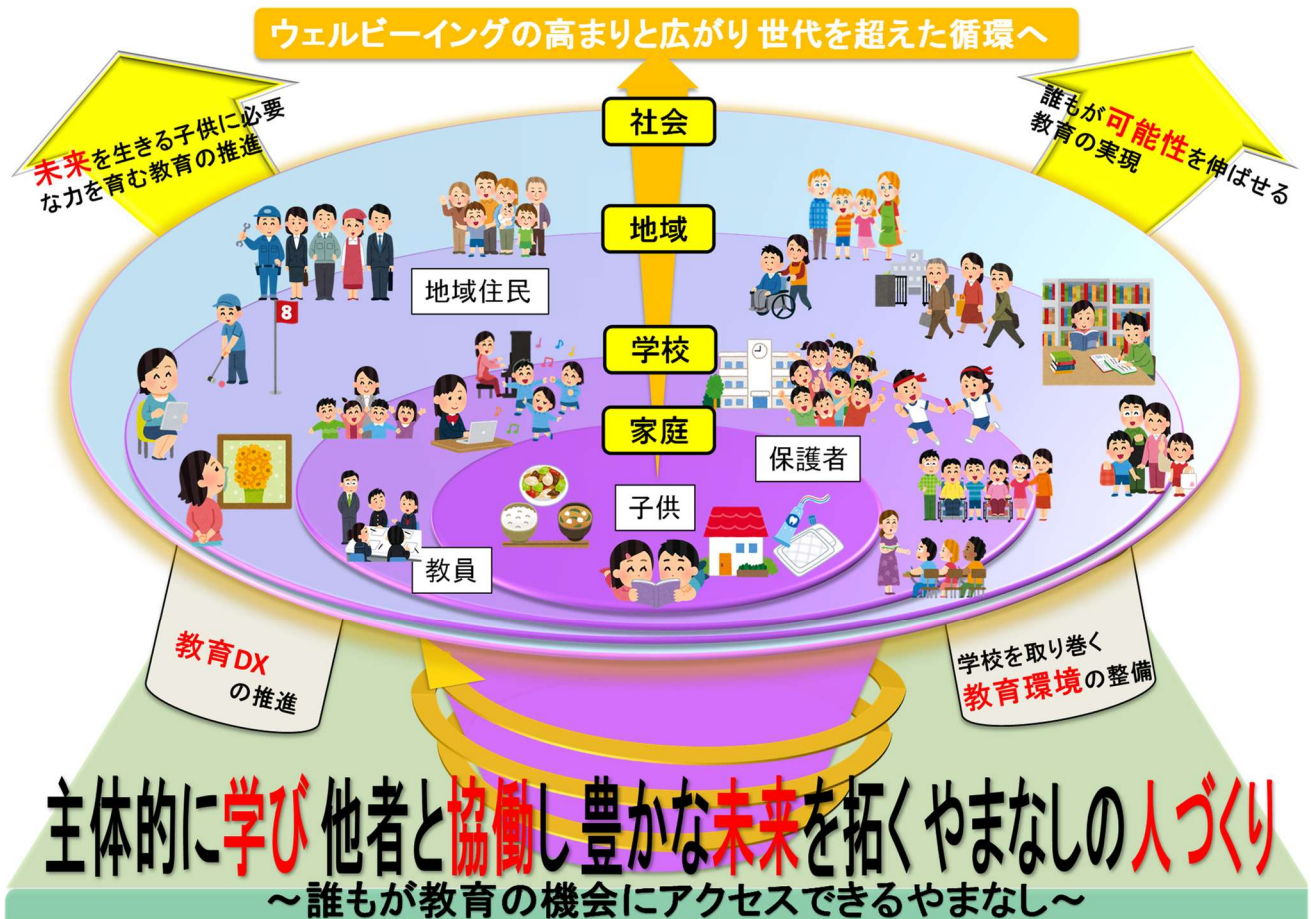 ウェルビーイングの高まりと広がり 世代を超えた循環へ
未来を生きる子供に必要
な力を育む教育の推進
誰もが可能性を伸ばせる
教育の実現
社会
地域
地域住民
8
学校
家庭
保護者
子供
教員
教育DX
の推進
学校を取り巻く
教育環境の整備
主体的に学び 他者と協働し 豊かな未来を拓く やまなしの人づくり
～誰もが教育の機会にアクセスできるやまなし～